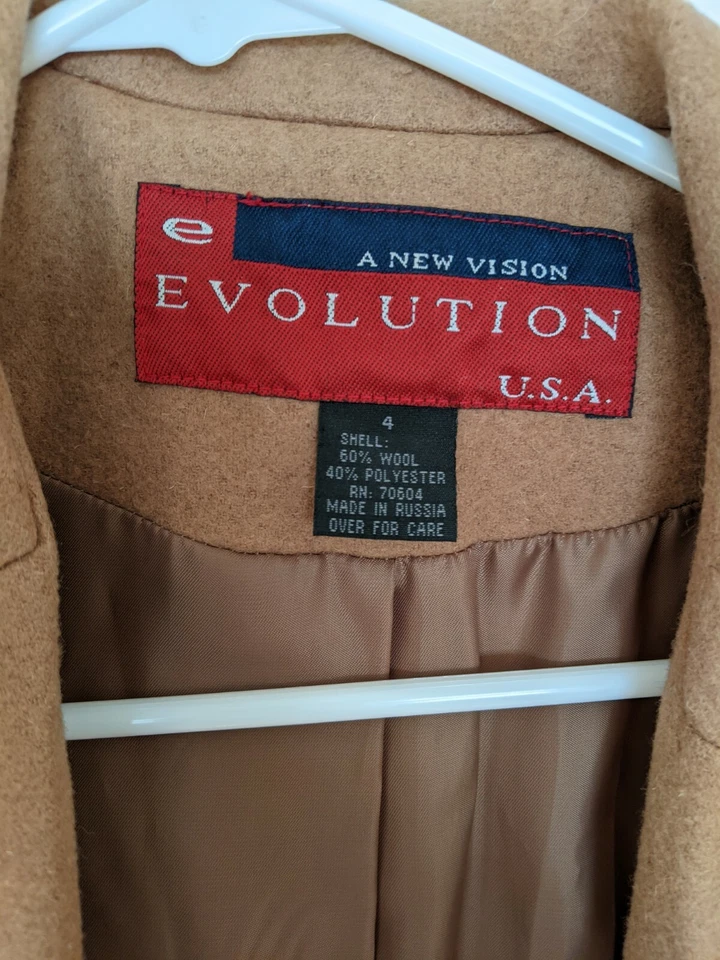 e
A NEW VISION
EVOLUTION
U.S.A.
4
SHELL:
60% WOOL
40% POLYESTER
RN: 70604
MADE IN RUSSIA
OVER FOR CARE